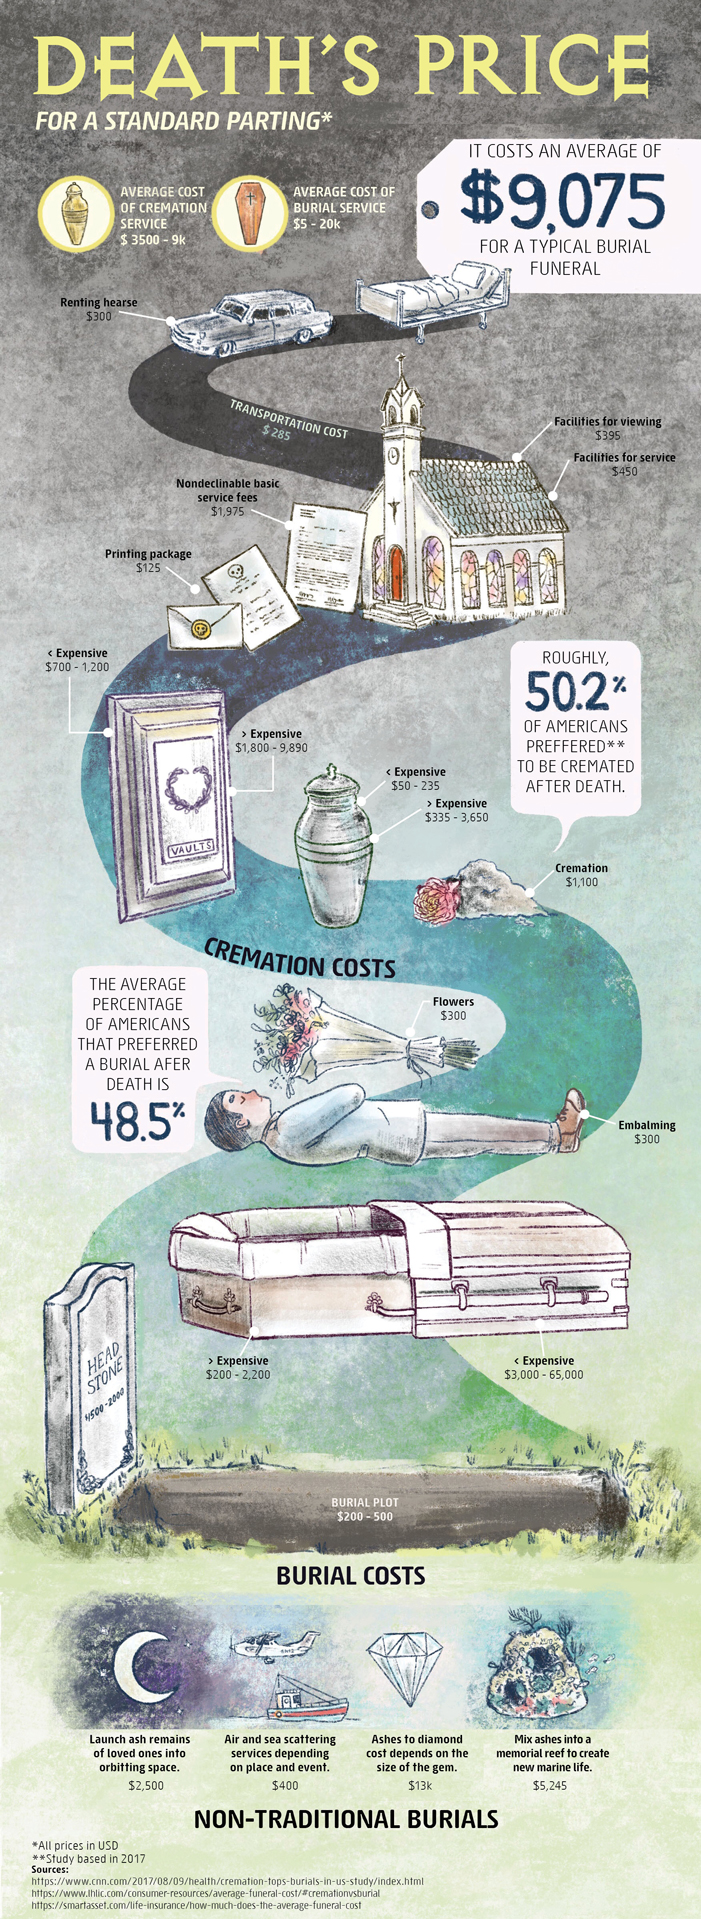 DEATH'S PRICE
FOR A STANDARD PARTING*
IT COSTS AN AVERAGE OF
$9,075
FOR A TYPICAL BURIAL
FUNERAL
AVERAGE COST
OF CREMATION
SERVICE
$ 3500 - 9k
AVERAGE COST OF
BURIAL SERVICE
$5 - 20k
Renting hearse
$300
TRANSPORTATION COST
$ 285
Facilities for viewing
$395
Facilities for service
$450
Nondeclinable basic
service fees
$1,975
Printing package
$125
< Expensive
$700 - 1,200
> Expensive
$1,800 - 9,890
VAULTS
ROUGHLY,
50.2%
OF AMERICANS
PREFFERED**
TO BE CREMATED
AFTER DEATH.
< Expensive
$50 - 235
> Expensive
$335 - 3,650
Cremation
$1,100
CREMATION COSTS
THE AVERAGE
PERCENTAGE
OF AMERICANS
THAT PREFERRED
A BURIAL AFER
DEATH IS
48.5%
Flowers
$300
Embalming
$300
HEAD
STONE
$1500-2000
> Expensive
$200 - 2,200
< Expensive
$3,000 - 65,000
BURIAL PLOT
$200 - 500
BURIAL COSTS
Launch ash remains
of loved ones into
orbitting space.
$2,500
Air and sea scattering
services depending
on place and event.
$400
Ashes to diamond
cost depends on the
size of the gem.
$13k
Mix ashes into a
memorial reef to create
new marine life.
$5,245
NON-TRADITIONAL BURIALS
*All prices in USD
**Study based in 2017
Sources:
https://www.cnn.com/2017/08/09/health/cremation-tops-burials-in-us-study/index.html
https://www.lhlic.com/consumer-resources/average-funeral-cost/#cremationvsburial
https://smartasset.com/life-insurance/how-much-does-the-average-funeral-cost